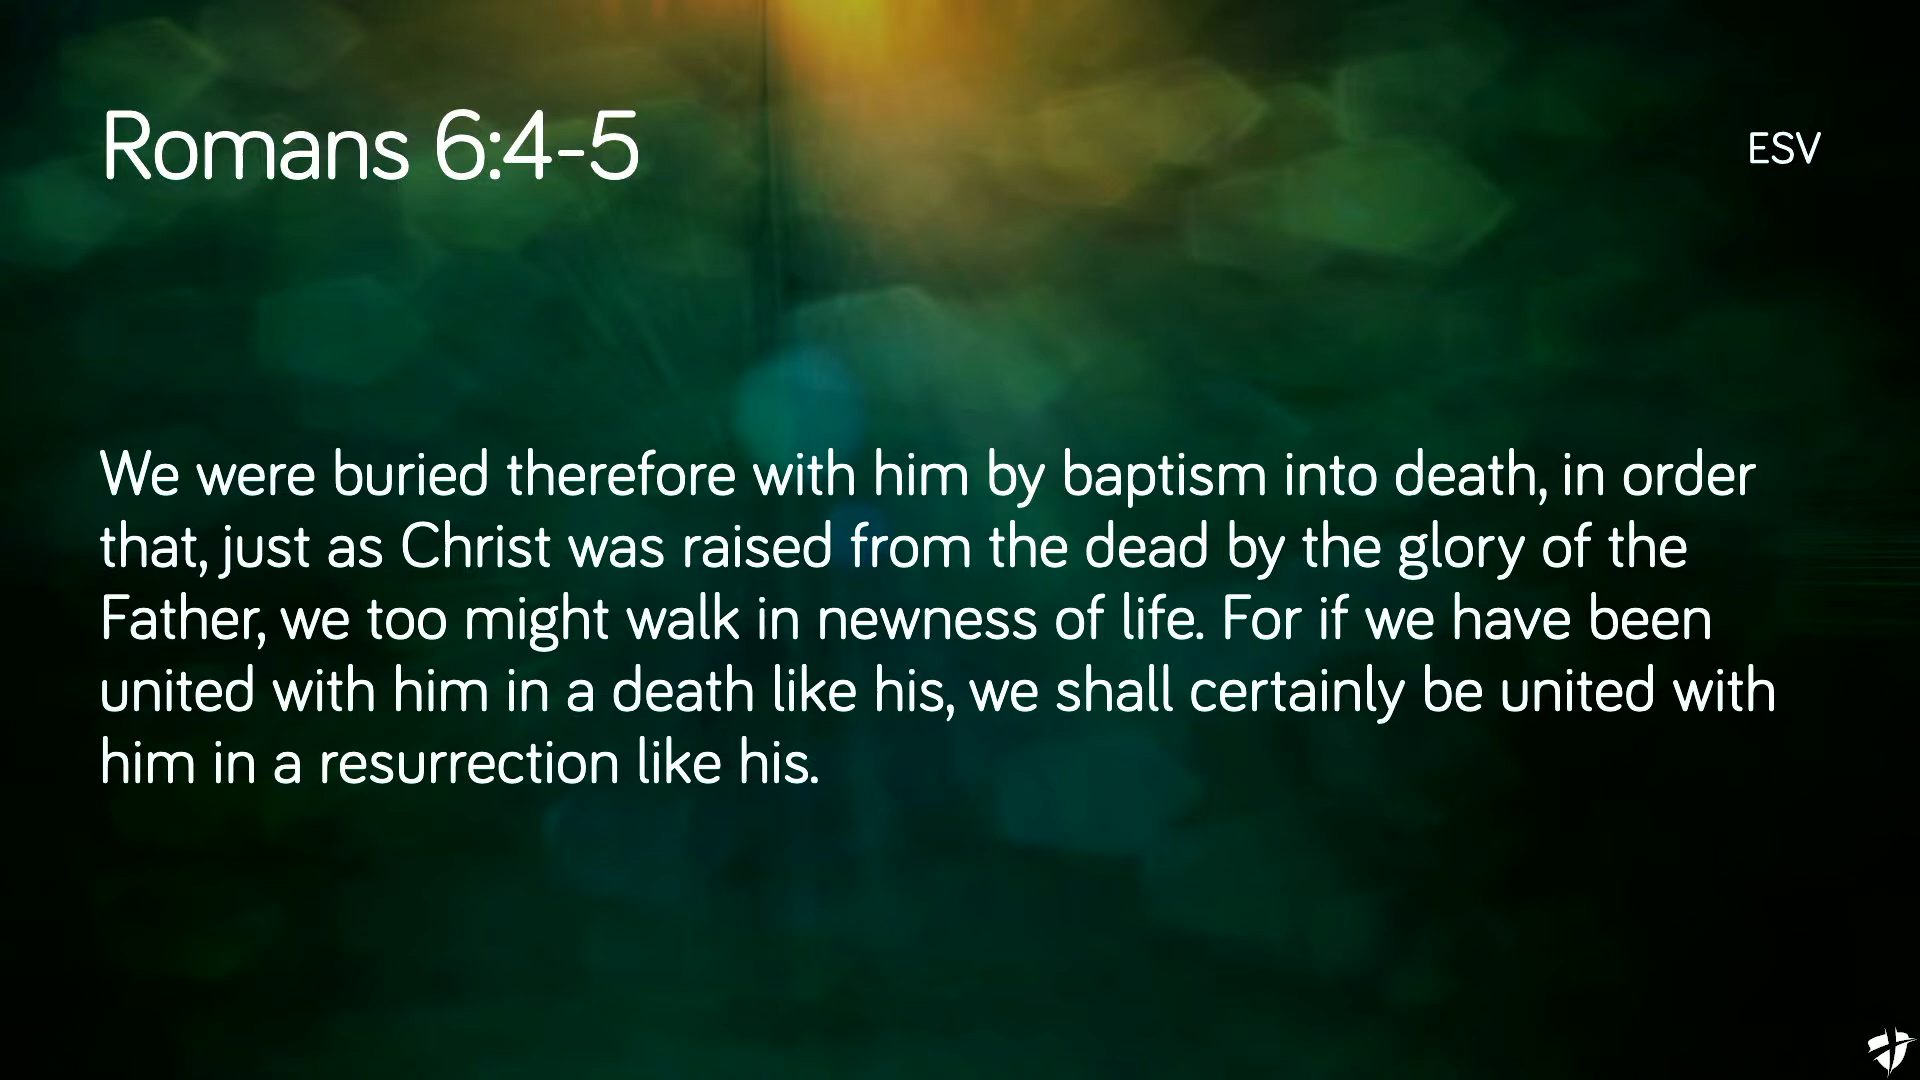 Romans 6:4-5
ESV
We were buried therefore with him by baptism into death, in order
that, just as Christ was raised from the dead by the glory of the
Father, we too might walk in newness of life. For if we have been
united with him in a death like his, we shall certainly be united with
him in a resurrection like his.